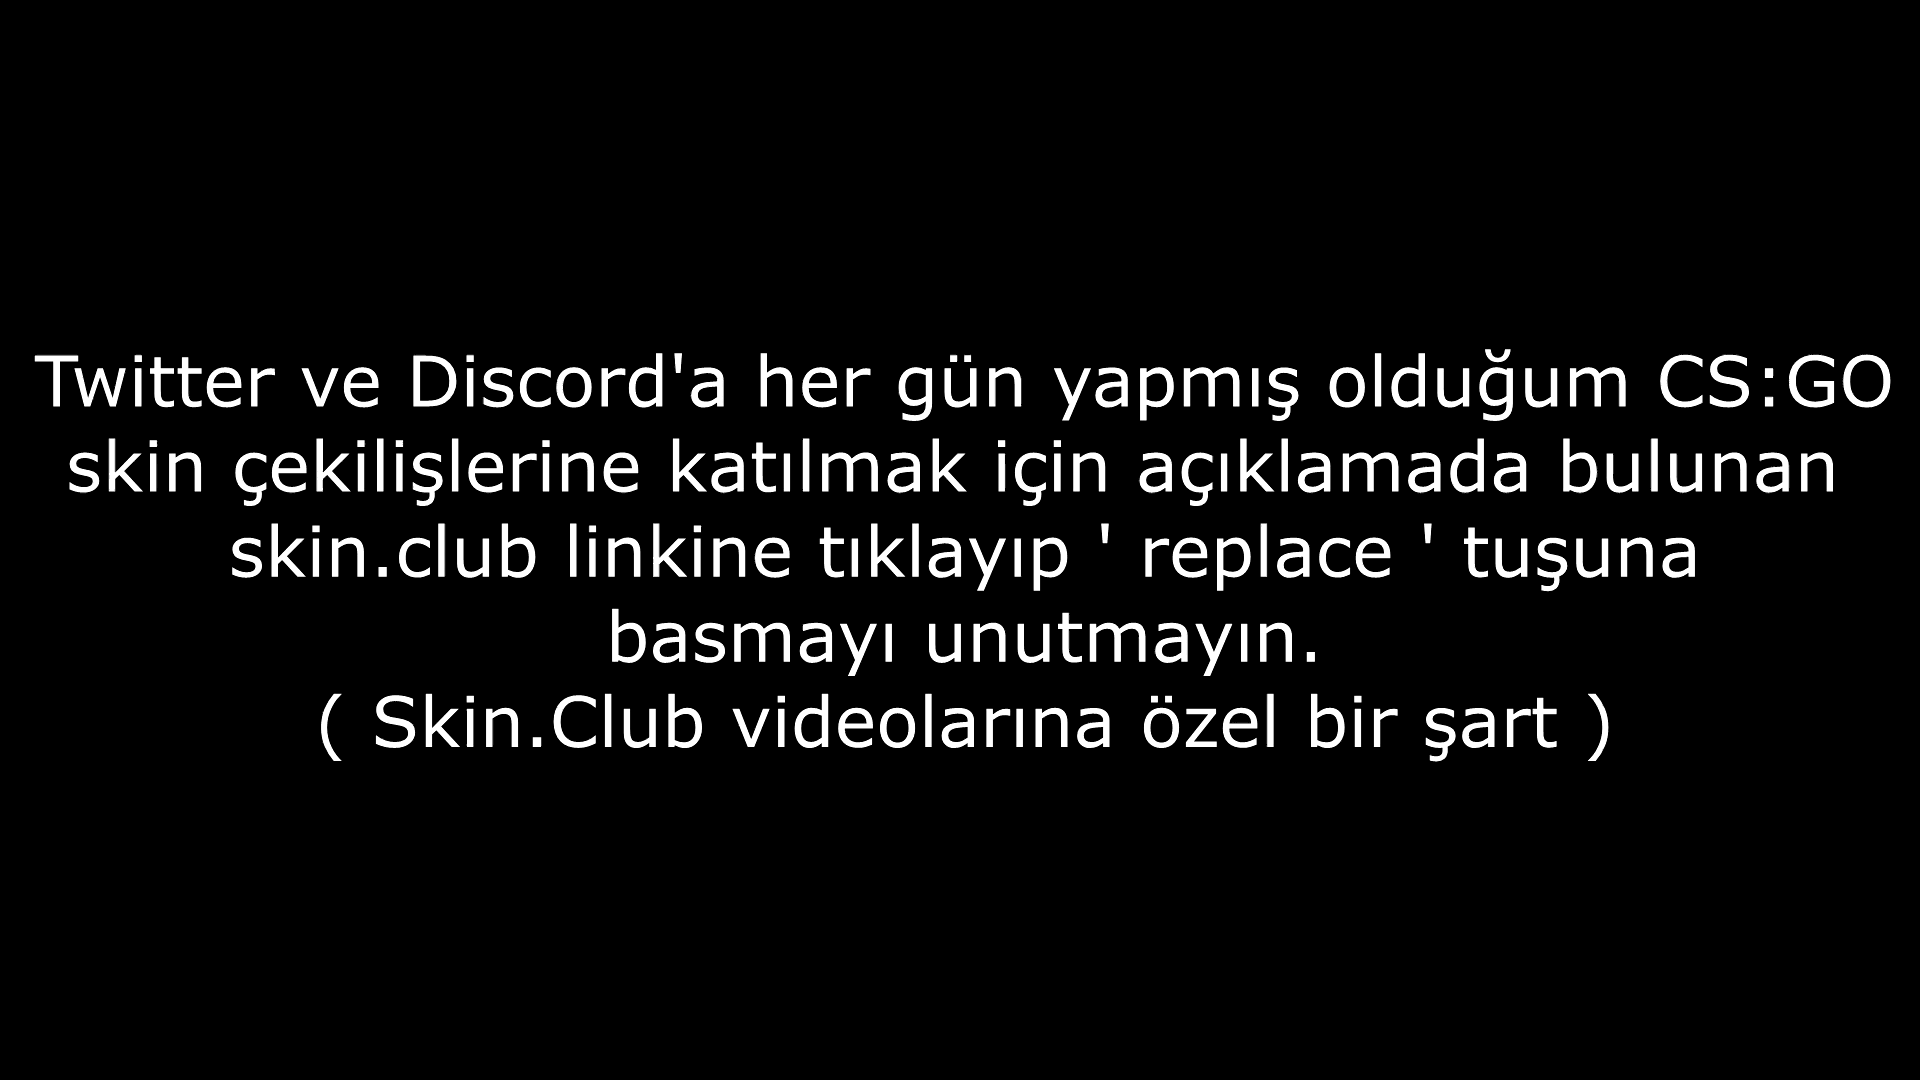 Twitter ve Discord'a her gün yapmış olduğum CS:GO
skin çekilişlerine katılmak için açıklamada bulunan
skin.club linkine tıklayıp ' replace ' tuşuna
basmayı unutmayın.
( Skin.Club videolarına özel bir şart )